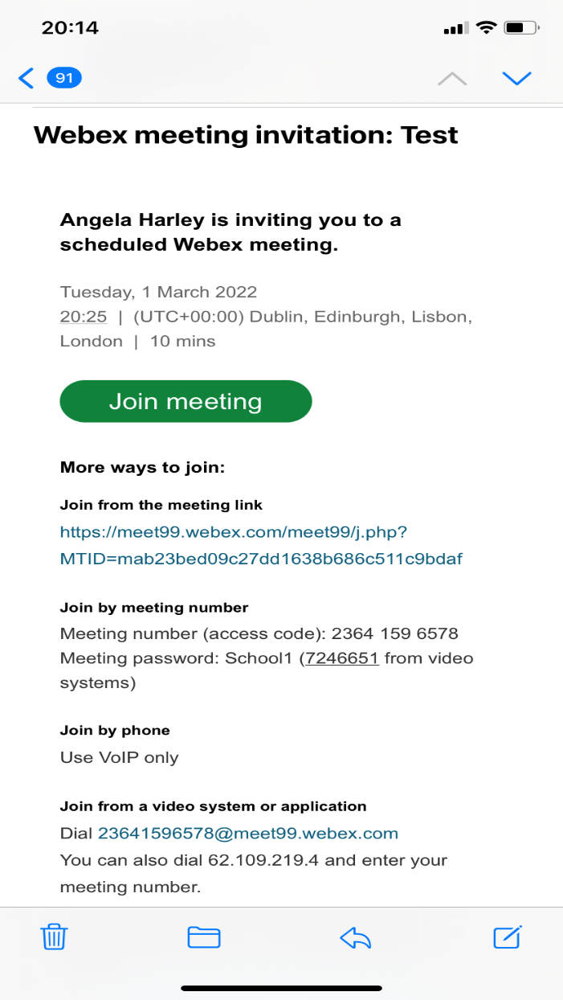 20:14
91
Webex meeting invitation: Test
Angela Harley is inviting you to a
scheduled Webex meeting.
Tuesday, 1 March 2022
20:25 | (UTC+00:00) Dublin, Edinburgh, Lisbon,
London | 10 mins
Join meeting
More ways to join:
Join from the meeting link
https://meet99.webex.com/meet99/j.php?
MTID=mab23bed09c27dd1638b686c511c9bdaf
Join by meeting number
Meeting number (access code): 2364 159 6578
Meeting password: School1 (7246651 from video
systems)
Join by phone
Use VoIP only
Join from a video system or application
Dial 23641596578@meet99.webex.com
You can also dial 62.109.219.4 and enter your
meeting number.